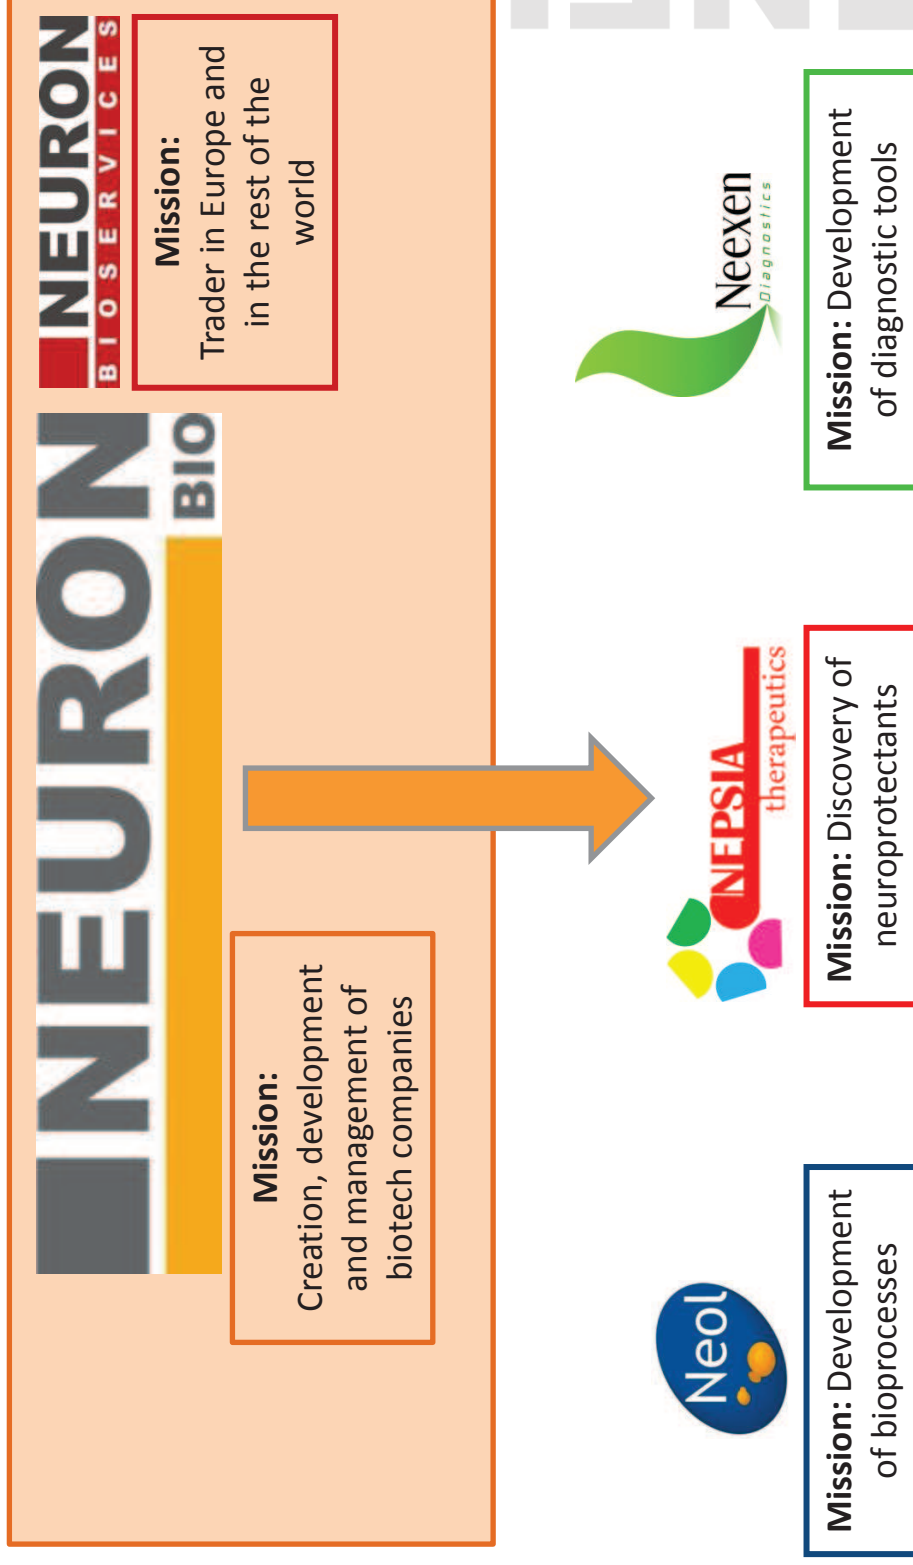 NEURON
BIO
Mission:
Creation, development
and management of
biotech companies
NEURON
BIOSERVICES
Mission:
Trader in Europe and
in the rest of the
world
Neol
Mission: Development
of bioprocesses
NEPSIA
therapeutics
Mission: Discovery of
neuroprotectants
Neexen
Diagnostics
Mission: Development
of diagnostic tools